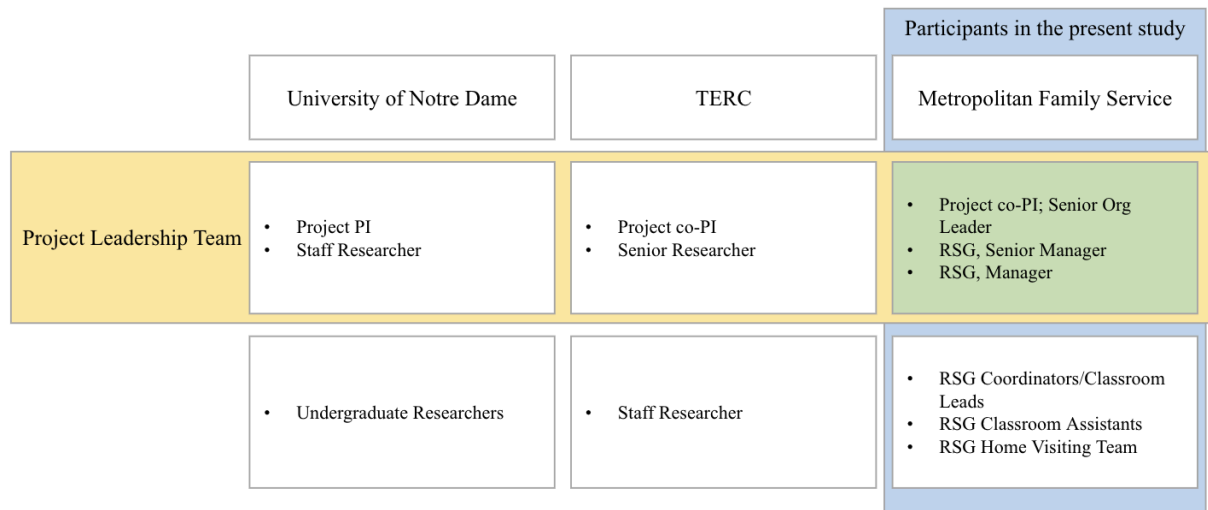 Participants in the present study
University of Notre Dame
TERC
Metropolitan Family Service
Project Leadership Team
• Project PI
• Staff Researcher
• Project co-PI
• Senior Researcher
• Project co-PI; Senior Org
Leader
• RSG, Senior Manager
• RSG, Manager
• Undergraduate Researchers
• Staff Researcher
• RSG Coordinators/Classroom
Leads
• RSG Classroom Assistants
• RSG Home Visiting Team